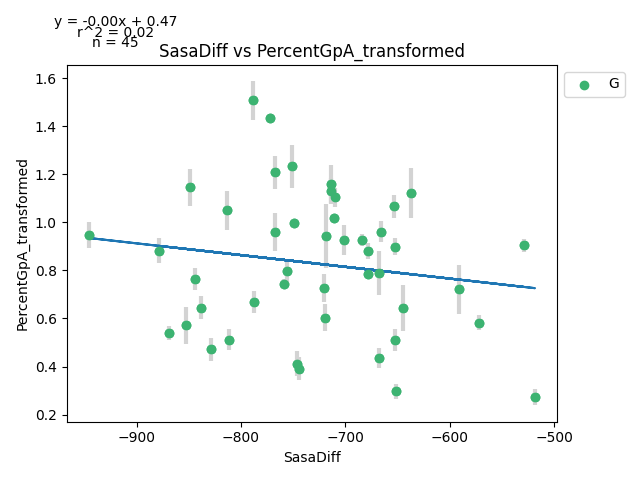 y = -0.00x + 0.47
r^2 = 0.02
n = 45
SasaDiff vs PercentGpA_transformed
G
PercentGpA_transformed
1.6
1.4
1.2
1.0
0.8
0.6
0.4
0.2
−900
−800
−700
−600
−500
SasaDiff